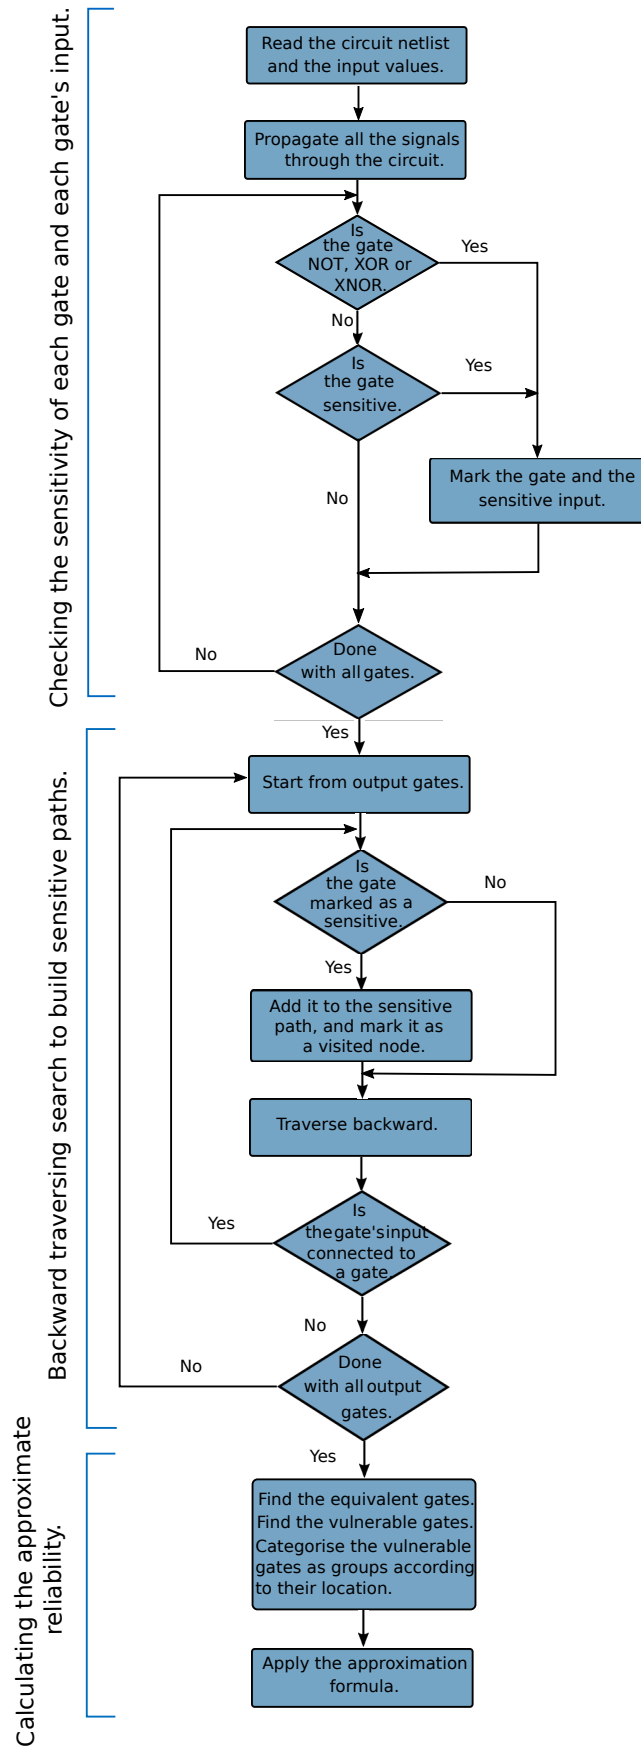 Checking the sensitivity of each gate and each gate's input.
Read the circuit netlist
and the input values.
Propagate all the signals
through the circuit.
Is
the gate
NOT, XOR or
XNOR.
Yes
No
Is
the gate
sensitive.
Yes
Mark the gate and the
sensitive input.
No
Done
with all gates.
No
Yes
Backward traversing search to build sensitive paths.
Start from output gates.
Is
the gate
marked as a
sensitive.
No
Yes
Add it to the sensitive
path, and mark it as
a visited node.
Traverse backward.
Is
the gate's input
connected to
a gate.
Yes
No
Done
with all output
gates.
No
Yes
Calculating the approximate
reliability.
Find the equivalent gates.
Find the vulnerable gates.
Categorise the vulnerable
gates as groups according
to their location.
Apply the approximation
formula.